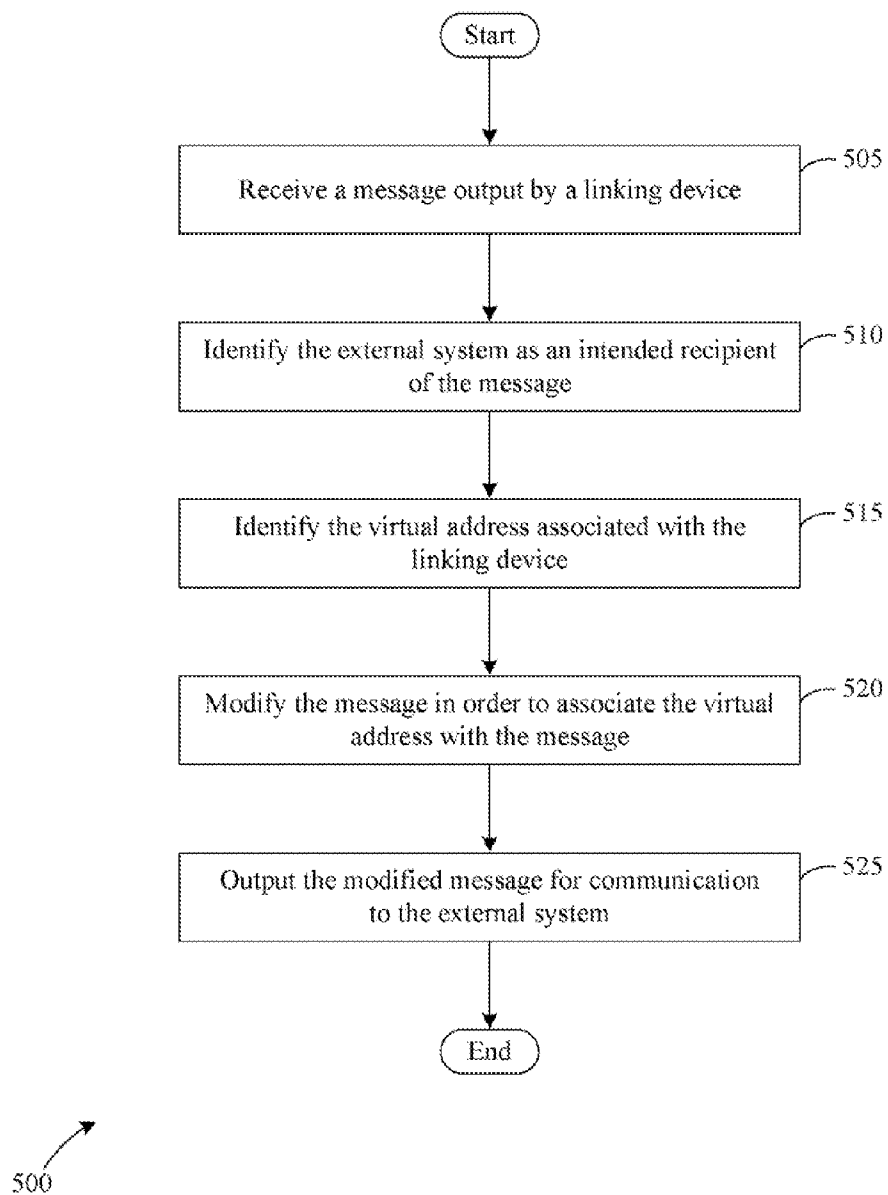 Start
Receive a message output by a linking device
505
Identify the external system as an intended recipient
of the message
510
Identify the virtual address associated with the
linking device
515
Modify the message in order to associate the virtual
address with the message
520
Output the modified message for communication
to the external system
525
End
500